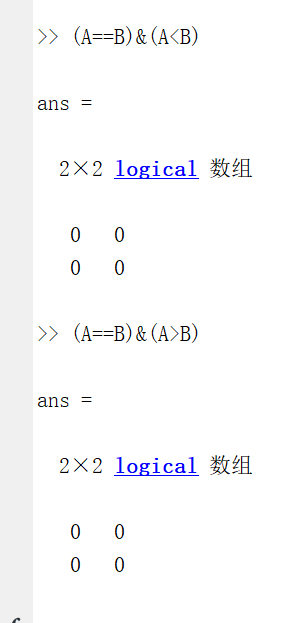 >> (A==B)&(A<B)
ans =
2×2 logical 数组
0 0
0 0
>> (A==B)&(A>B)
ans =
2×2 logical 数组
0 0
0 0